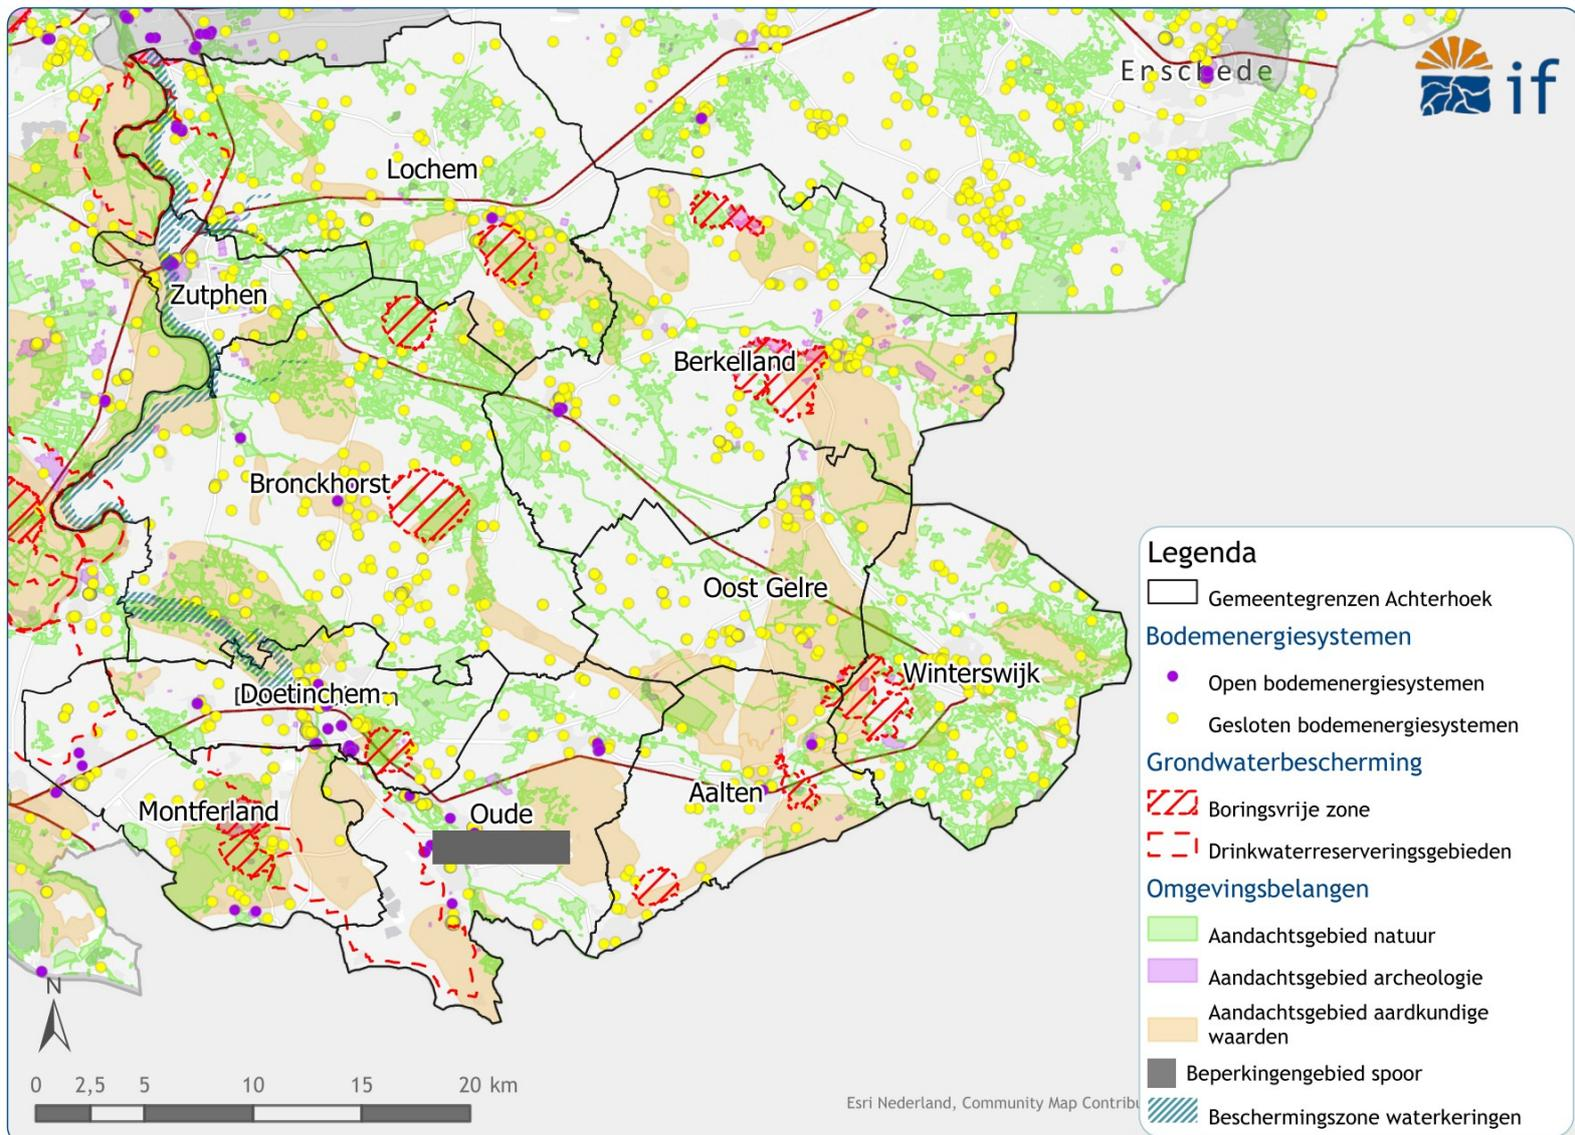 Enschede
if
Lochem
Zutphen
Berkelland
Bronckhorst
Oost Gelre
Winterswijk
Doetinchem
Montferland
Oude
Aalten
Legenda
Gemeentegrenzen Achterhoek
Bodemenergiesystemen
Open bodemenergiesystemen
Gesloten bodemenergiesystemen
Grondwaterbescherming
Boringsvrije zone
Drinkwaterreserveringsgebieden
Omgevingsbelangen
Aandachtsgebied natuur
Aandachtsgebied archeologie
Aandachtsgebied aardkundige
waarden
Beperkingengebied spoor
Beschermingszone waterkeringen
N
0 2,5 5 10 15 20 km
Esri Nederland, Community Map Contribu